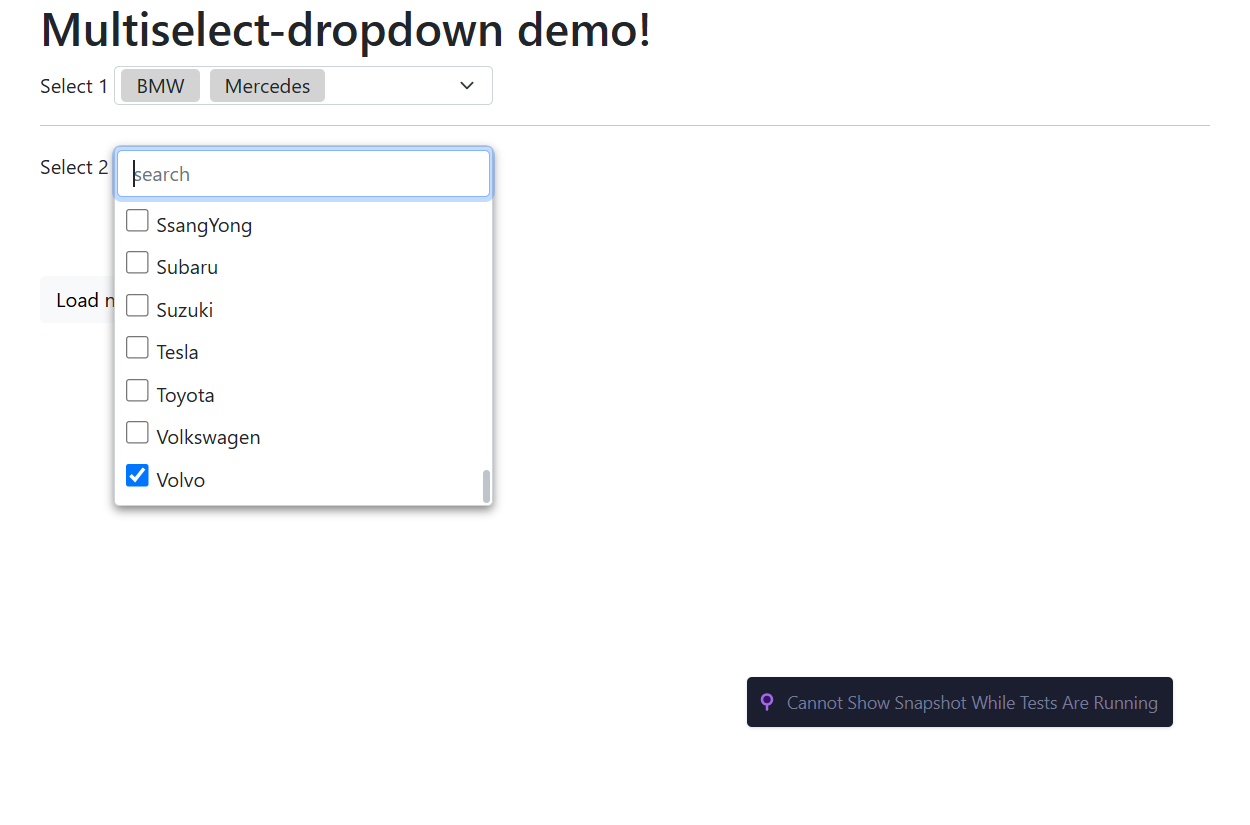 Multiselect-dropdown demo!
Select 1 BMW Mercedes
Select 2 search
SsangYong
Subaru
Load
Suzuki
Tesla
Toyota
Volkswagen
Volvo
Cannot Show Snapshot While Tests Are Running